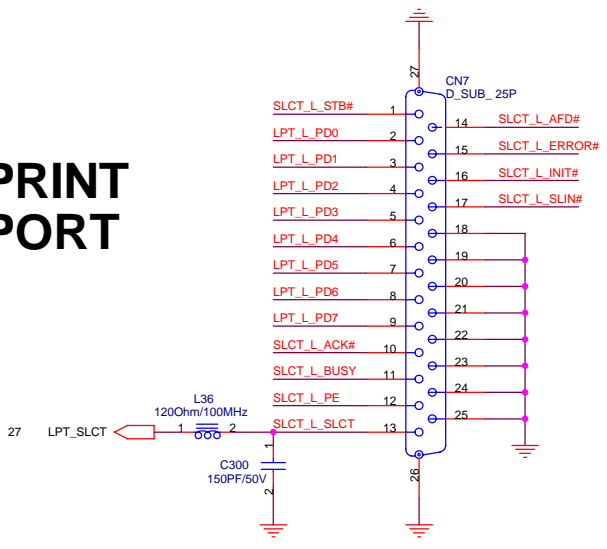 27
CN7
D_SUB_ 25P
SLCT_L_STB# 1
14 SLCT_L_AFD#
LPT_L_PD0 2
15 SLCT_L_ERROR#
LPT_L_PD1 3
PRINT
16 SLCT_L_INIT#
LPT_L_PD2 4
17 SLCT_L_SLIN#
LPT_L_PD3 5
PORT
18
LPT_L_PD4 6
19
LPT_L_PD5 7
20
LPT_L_PD6 8
21
LPT_L_PD7 9
22
SLCT_L_ACK# 10
23
SLCT_L_BUSY 11
24
L36
120Ohm/100MHz
SLCT_L_PE 12
25
27 LPT_SLCT 1 2 SLCT_L_SLCT 13
1
C300
150PF/50V
2
26